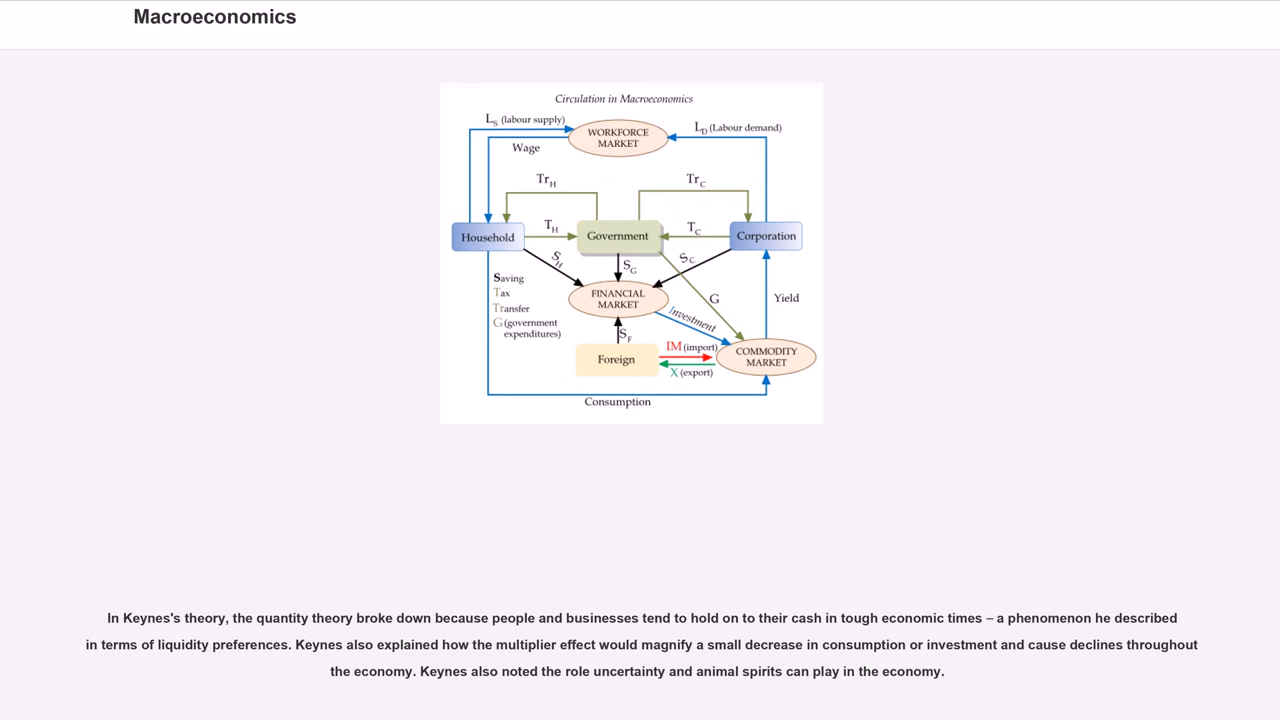 Macroeconomics
Circulation in Macroeconomics
LS (labour supply)
WORKFORCE
MARKET
LD (Labour demand)
Wage
TrH
TrC
Household
TH
Government
TC
Corporation
SH
SG
SC
Saving
Tax
Transfer
G (government
expenditures)
FINANCIAL
MARKET
G
Yield
Investment
SF
Foreign
IM (import)
X (export)
COMMODITY
MARKET
Consumption
In Keynes's theory, the quantity theory broke down because people and businesses tend to hold on to their cash in tough economic times – a phenomenon he described
in terms of liquidity preferences. Keynes also explained how the multiplier effect would magnify a small decrease in consumption or investment and cause declines throughout
the economy. Keynes also noted the role uncertainty and animal spirits can play in the economy.